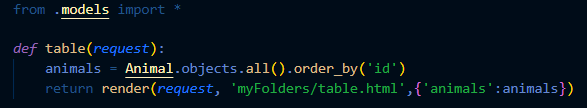 from .models import *
def table(request):
    animals = Animal.objects.all().order_by('id')
    return render(request, 'myFolders/table.html',{'animals':animals})